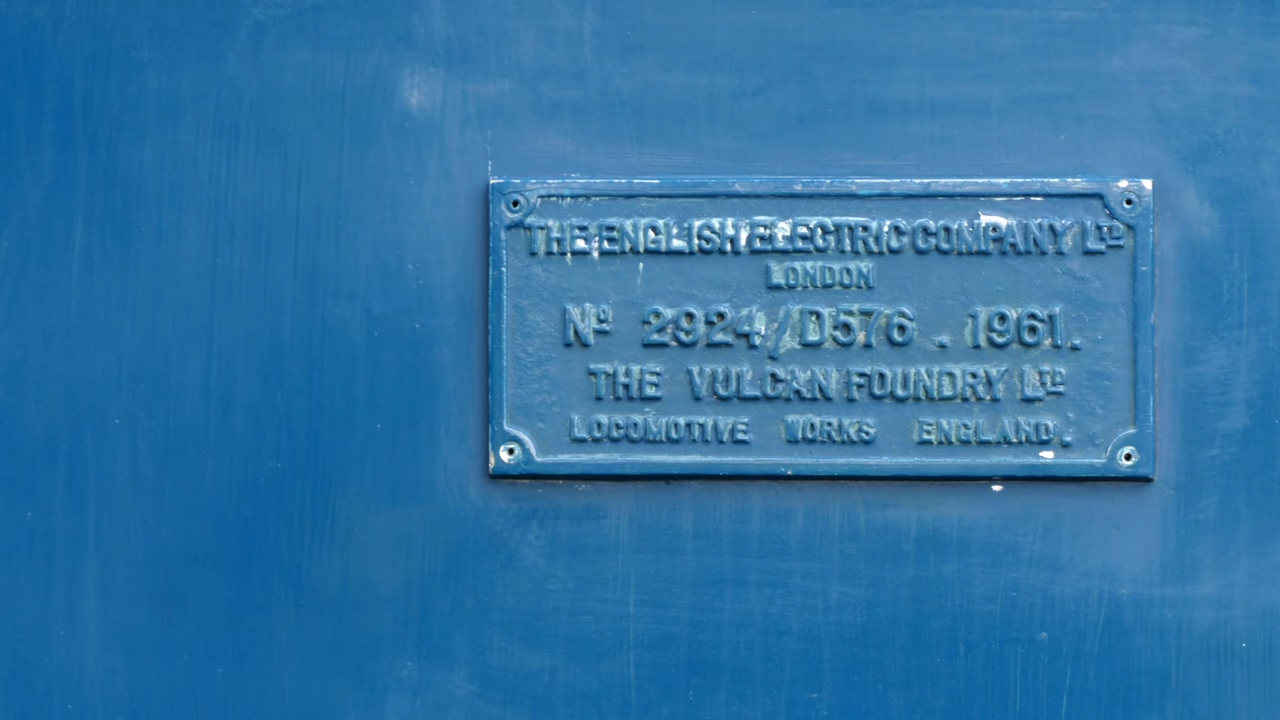 THE ENGLISH ELECTRIC COMPANY LTD
LONDON
Nº 2924/D576 . 1961.
THE VULCAN FOUNDRY LTD
LOCOMOTIVE WORKS ENGLAND.